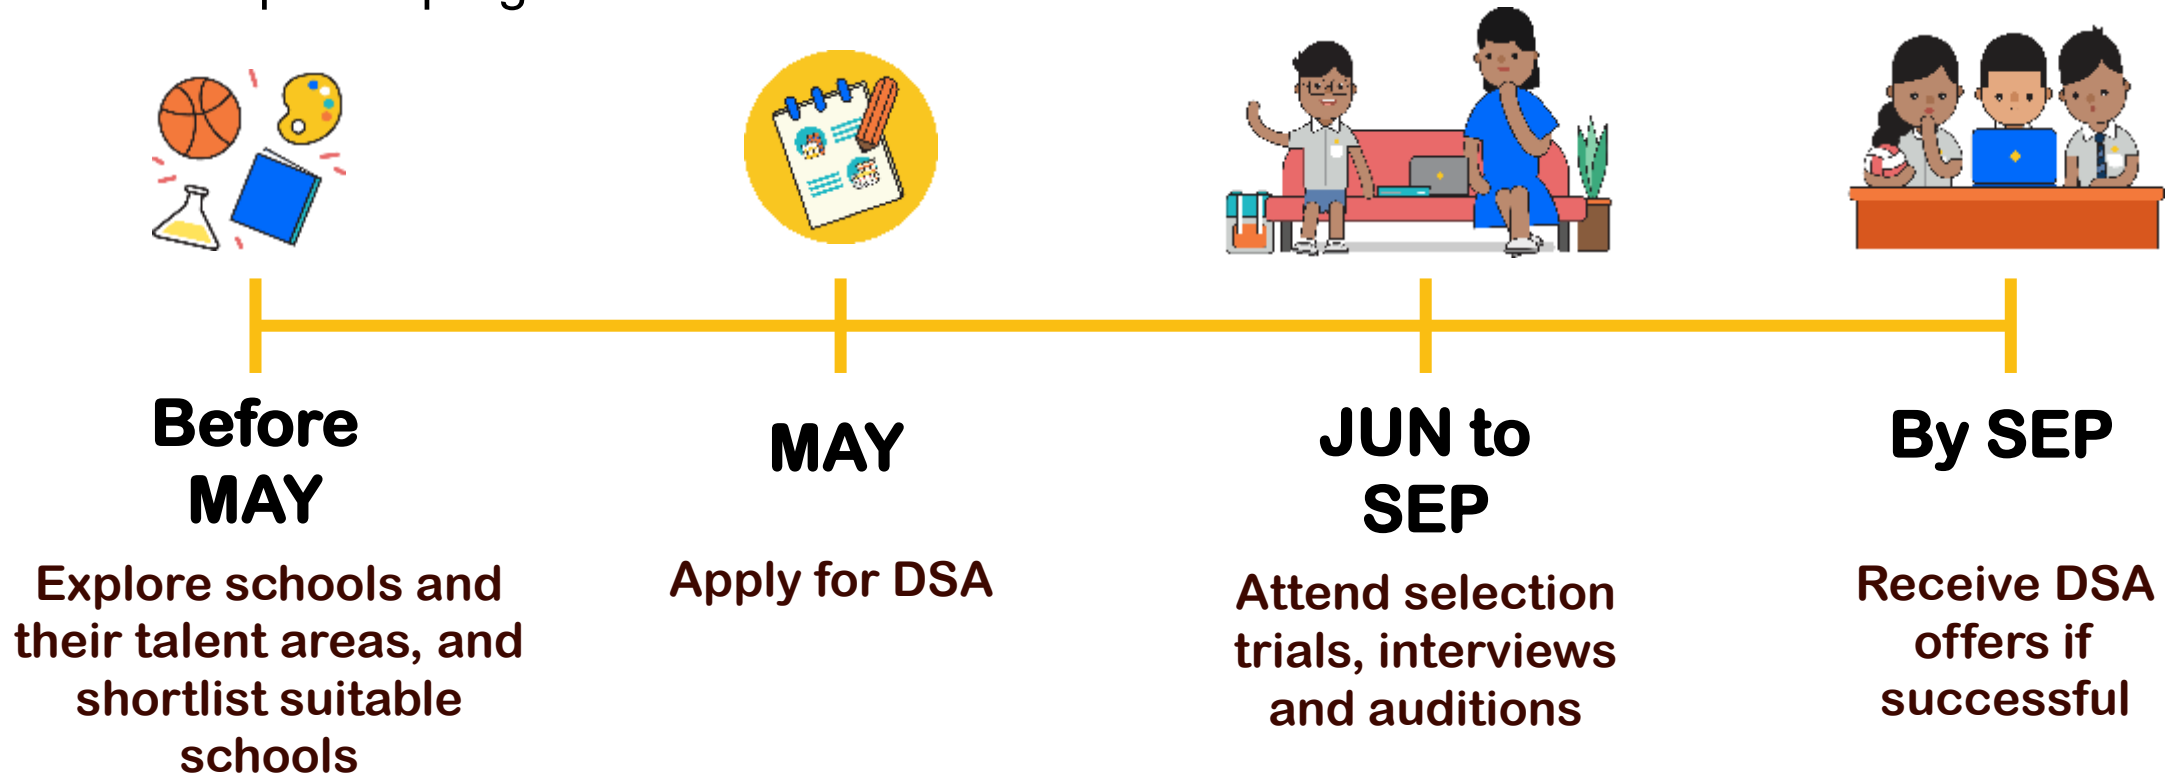 Before
MAY
Explore schools and
their talent areas, and
shortlist suitable
schools
MAY
Apply for DSA
JUN to
SEP
Attend selection
trials, interviews
and auditions
By SEP
Receive DSA
offers if
successful